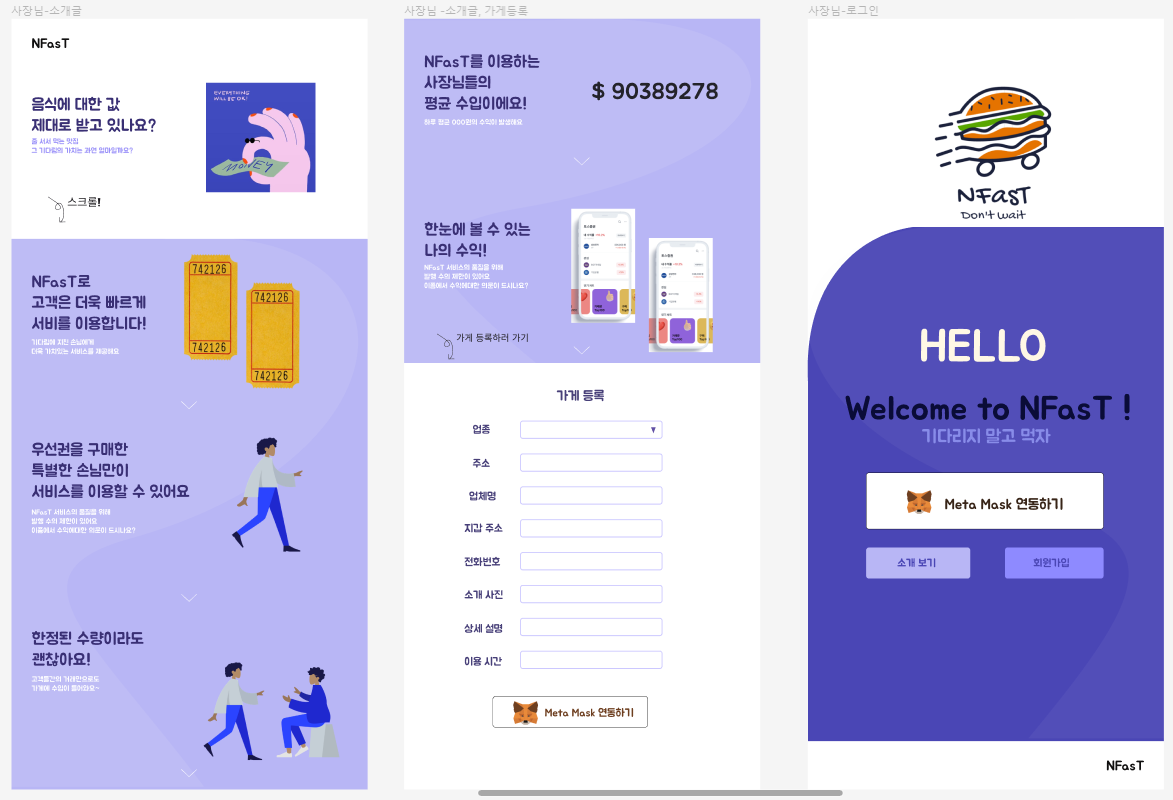 사장님-소개글
NFasT
음식에 대한 값
제대로 받고 있나요?
줄 서서 먹는 맛집
그 기다림의 가치는 과연 얼마일까요?
EVERYTHING
WILL BE OK!
MONEY
스크롤!
NFasT로
고객은 더욱 빠르게
서비를 이용합니다!
기다림에 지친 손님에게
더욱 가치있는 서비스를 제공해요
742126
742126
742126
742126
우선권을 구매한
특별한 손님만이
서비스를 이용할 수 있어요
NFasT 서비스의 품질을 위해
발행 수의 제한이 있어요
이쯤에서 수익에대한 의문이 드시나요?
한정된 수량이라도
괜찮아요!
고객들간의 거래만으로도
가게에 수입이 들어와요~
사장님 -소개글, 가게등록
NFasT를 이용하는
사장님들의
평균 수입이에요!
하루 평균 000원의 수익이 발생해요
$ 90389278
한눈에 볼 수 있는
나의 수익!
NFasT 서비스의 품질을 위해
발행 수의 제한이 있어요
이쯤에서 수익에대한 의문이 드시나요?
가게 등록하러 가기
가게 등록
업종
주소
업체명
지갑 주소
전화번호
소개 사진
상세 설명
이용 시간
Meta Mask 연동하기
사장님-로그인
NFasT
Don't wait
HELLO
Welcome to NFasT !
기다리지 말고 먹자
Meta Mask 연동하기
소개 보기
회원가입
NFasT